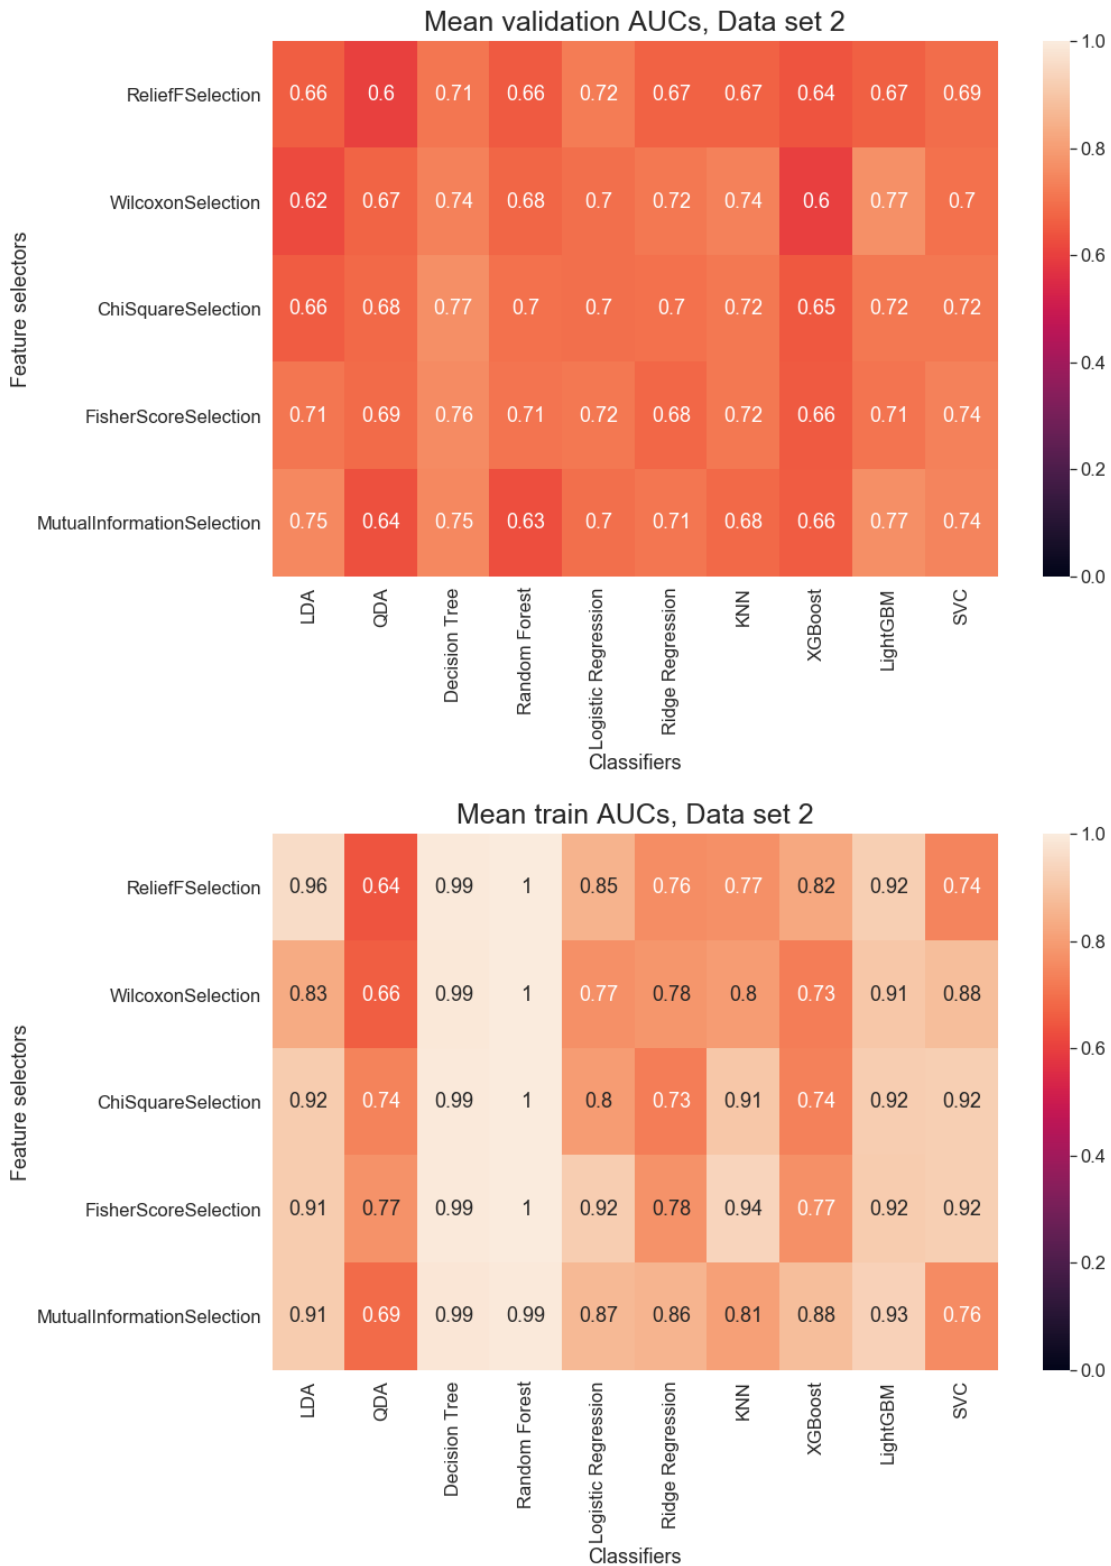 Mean validation AUCs, Data set 2
Feature selectors
ReliefFSelection 0.66 0.6 0.71 0.66 0.72 0.67 0.67 0.64 0.67 0.69
WilcoxonSelection 0.62 0.67 0.74 0.68 0.7 0.72 0.74 0.6 0.77 0.7
ChiSquareSelection 0.66 0.68 0.77 0.7 0.7 0.7 0.72 0.65 0.72 0.72
FisherScoreSelection 0.71 0.69 0.76 0.71 0.72 0.68 0.72 0.66 0.71 0.74
MutualInformationSelection 0.75 0.64 0.75 0.63 0.7 0.71 0.68 0.66 0.77 0.74
LDA QDA Decision Tree Random Forest Logistic Regression Ridge Regression KNN XGBoost LightGBM SVC
Classifiers
1.0
0.8
0.6
0.4
0.2
0.0
Mean train AUCs, Data set 2
Feature selectors
ReliefFSelection 0.96 0.64 0.99 1 0.85 0.76 0.77 0.82 0.92 0.74
WilcoxonSelection 0.83 0.66 0.99 1 0.77 0.78 0.8 0.73 0.91 0.88
ChiSquareSelection 0.92 0.74 0.99 1 0.8 0.73 0.91 0.74 0.92 0.92
FisherScoreSelection 0.91 0.77 0.99 1 0.92 0.78 0.94 0.77 0.92 0.92
MutualInformationSelection 0.91 0.69 0.99 0.99 0.87 0.86 0.81 0.88 0.93 0.76
LDA QDA Decision Tree Random Forest Logistic Regression Ridge Regression KNN XGBoost LightGBM SVC
Classifiers
1.0
0.8
0.6
0.4
0.2
0.0